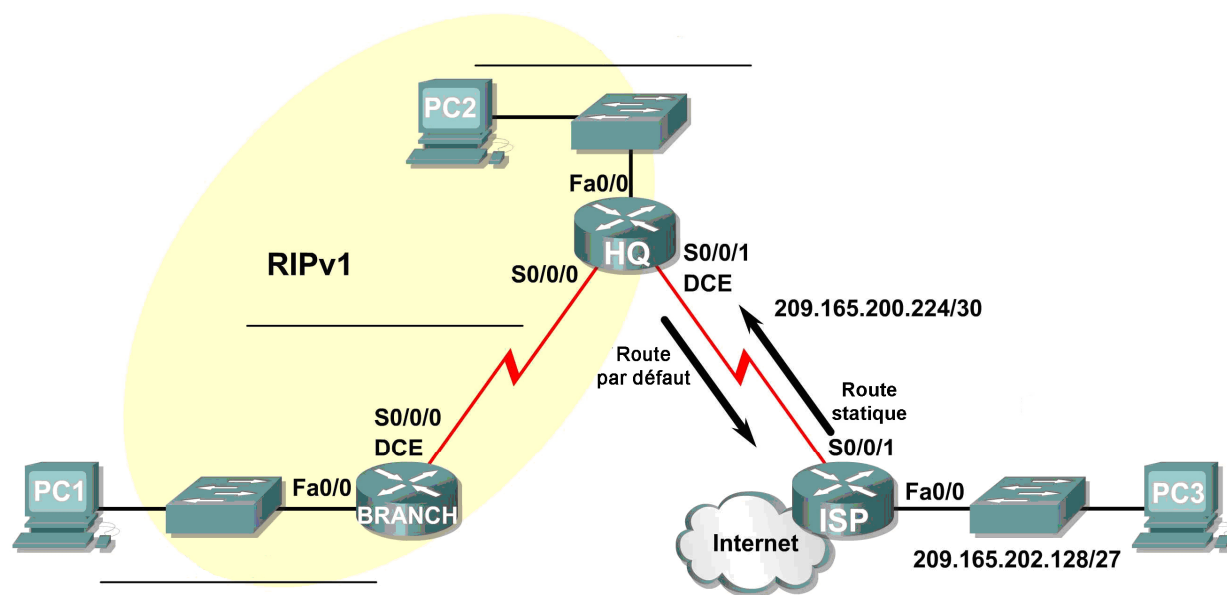 PC2
Fa0/0
HQ
RIPv1
S0/0/0
S0/0/1
DCE
209.165.200.224/30
Route
par défaut
Route
statique
S0/0/0
DCE
S0/0/1
PC1
Fa0/0
BRANCH
Internet
ISP
Fa0/0
PC3
209.165.202.128/27